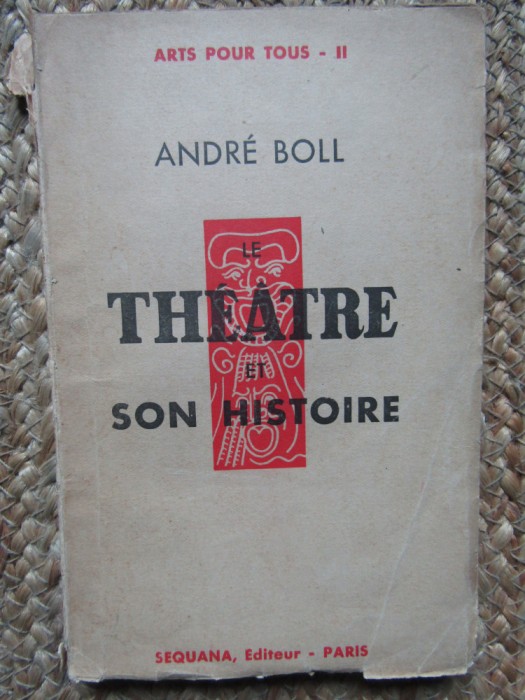 ARTS POUR TOUS - II
ANDRÉ BOLL
LE
THÉÂTRE
ET
SON HISTOIRE
SEQUANA, Editeur - PARIS